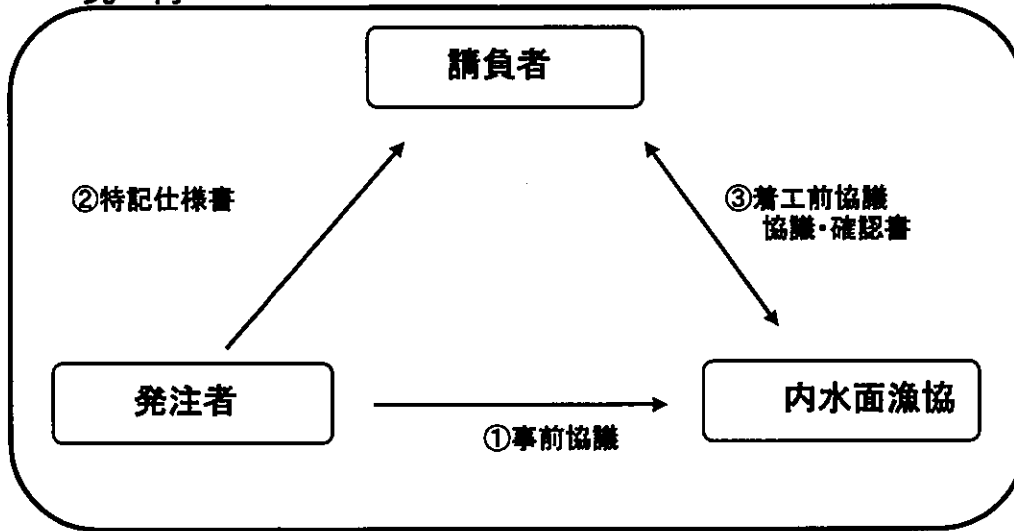 請負者
②特記仕様書
③着工前協議
協議・確認書
発注者
内水面漁協
①事前協議